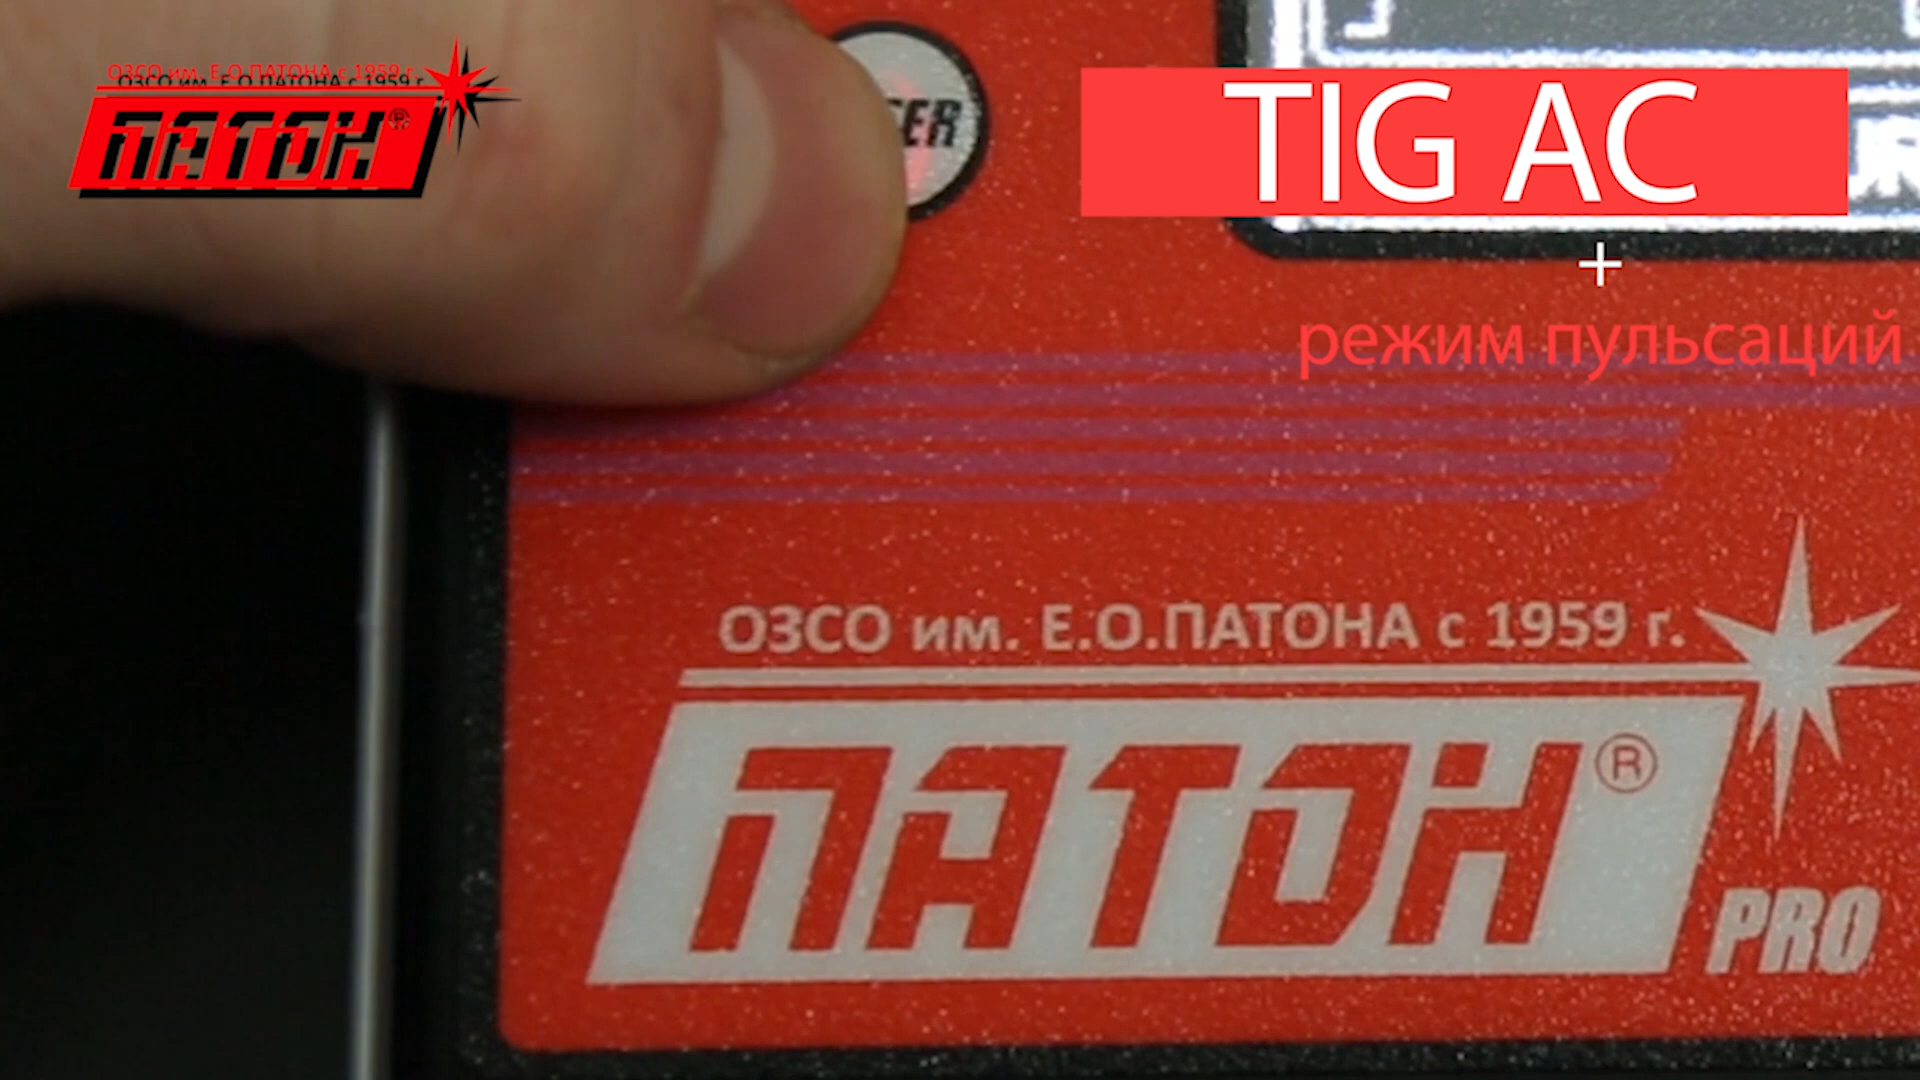 ОЗСО им. Е.О.ПАТОНА с 1959 г.
ПАТОН®
TIG AC
+
режим пульсаций
ОЗСО им. Е.О.ПАТОНА с 1959 г.
ПАТОН®
PRO